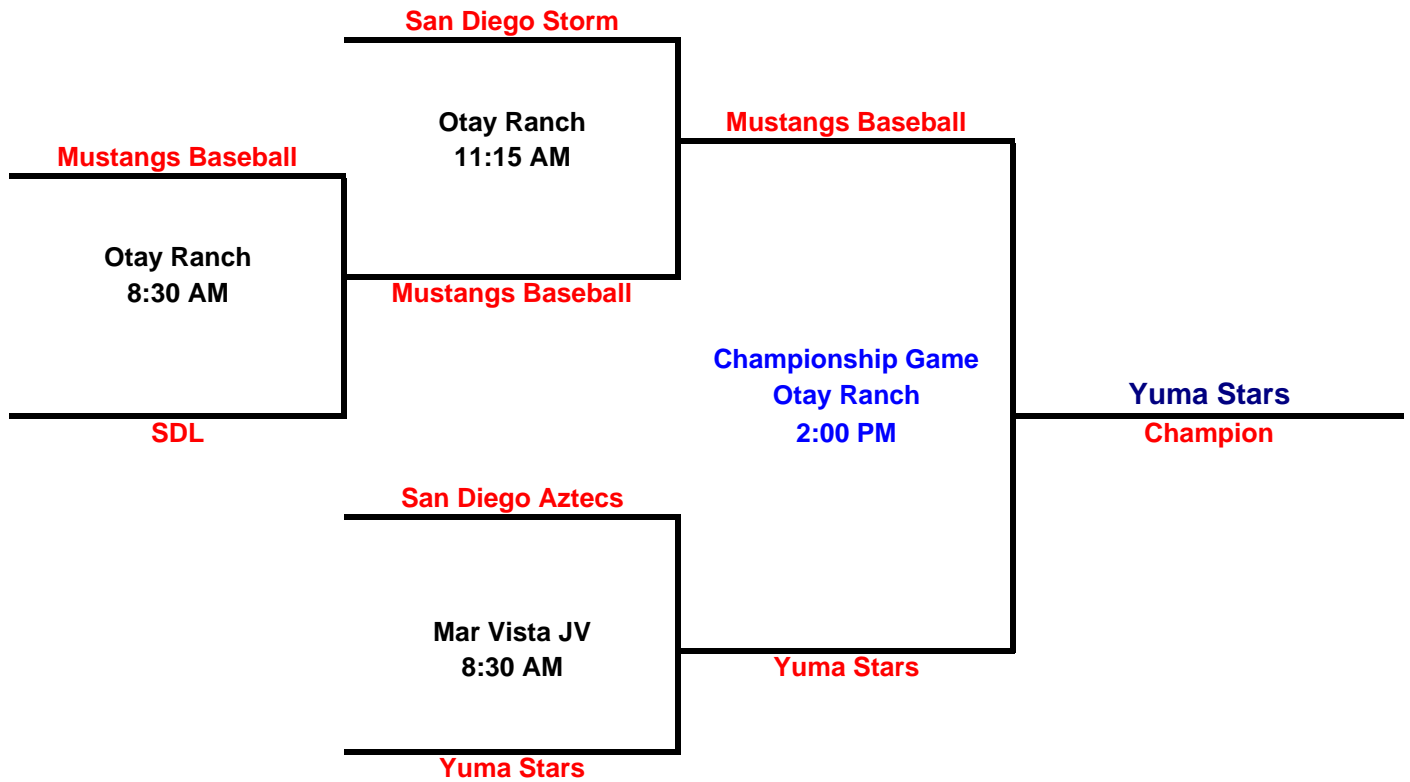 San Diego Storm
Otay Ranch
11:15 AM
Mustangs Baseball
Mustangs Baseball
Otay Ranch
8:30 AM
Mustangs Baseball
SDL
Championship Game
Otay Ranch
2:00 PM
Yuma Stars
Champion
San Diego Aztecs
Mar Vista JV
8:30 AM
Yuma Stars
Yuma Stars